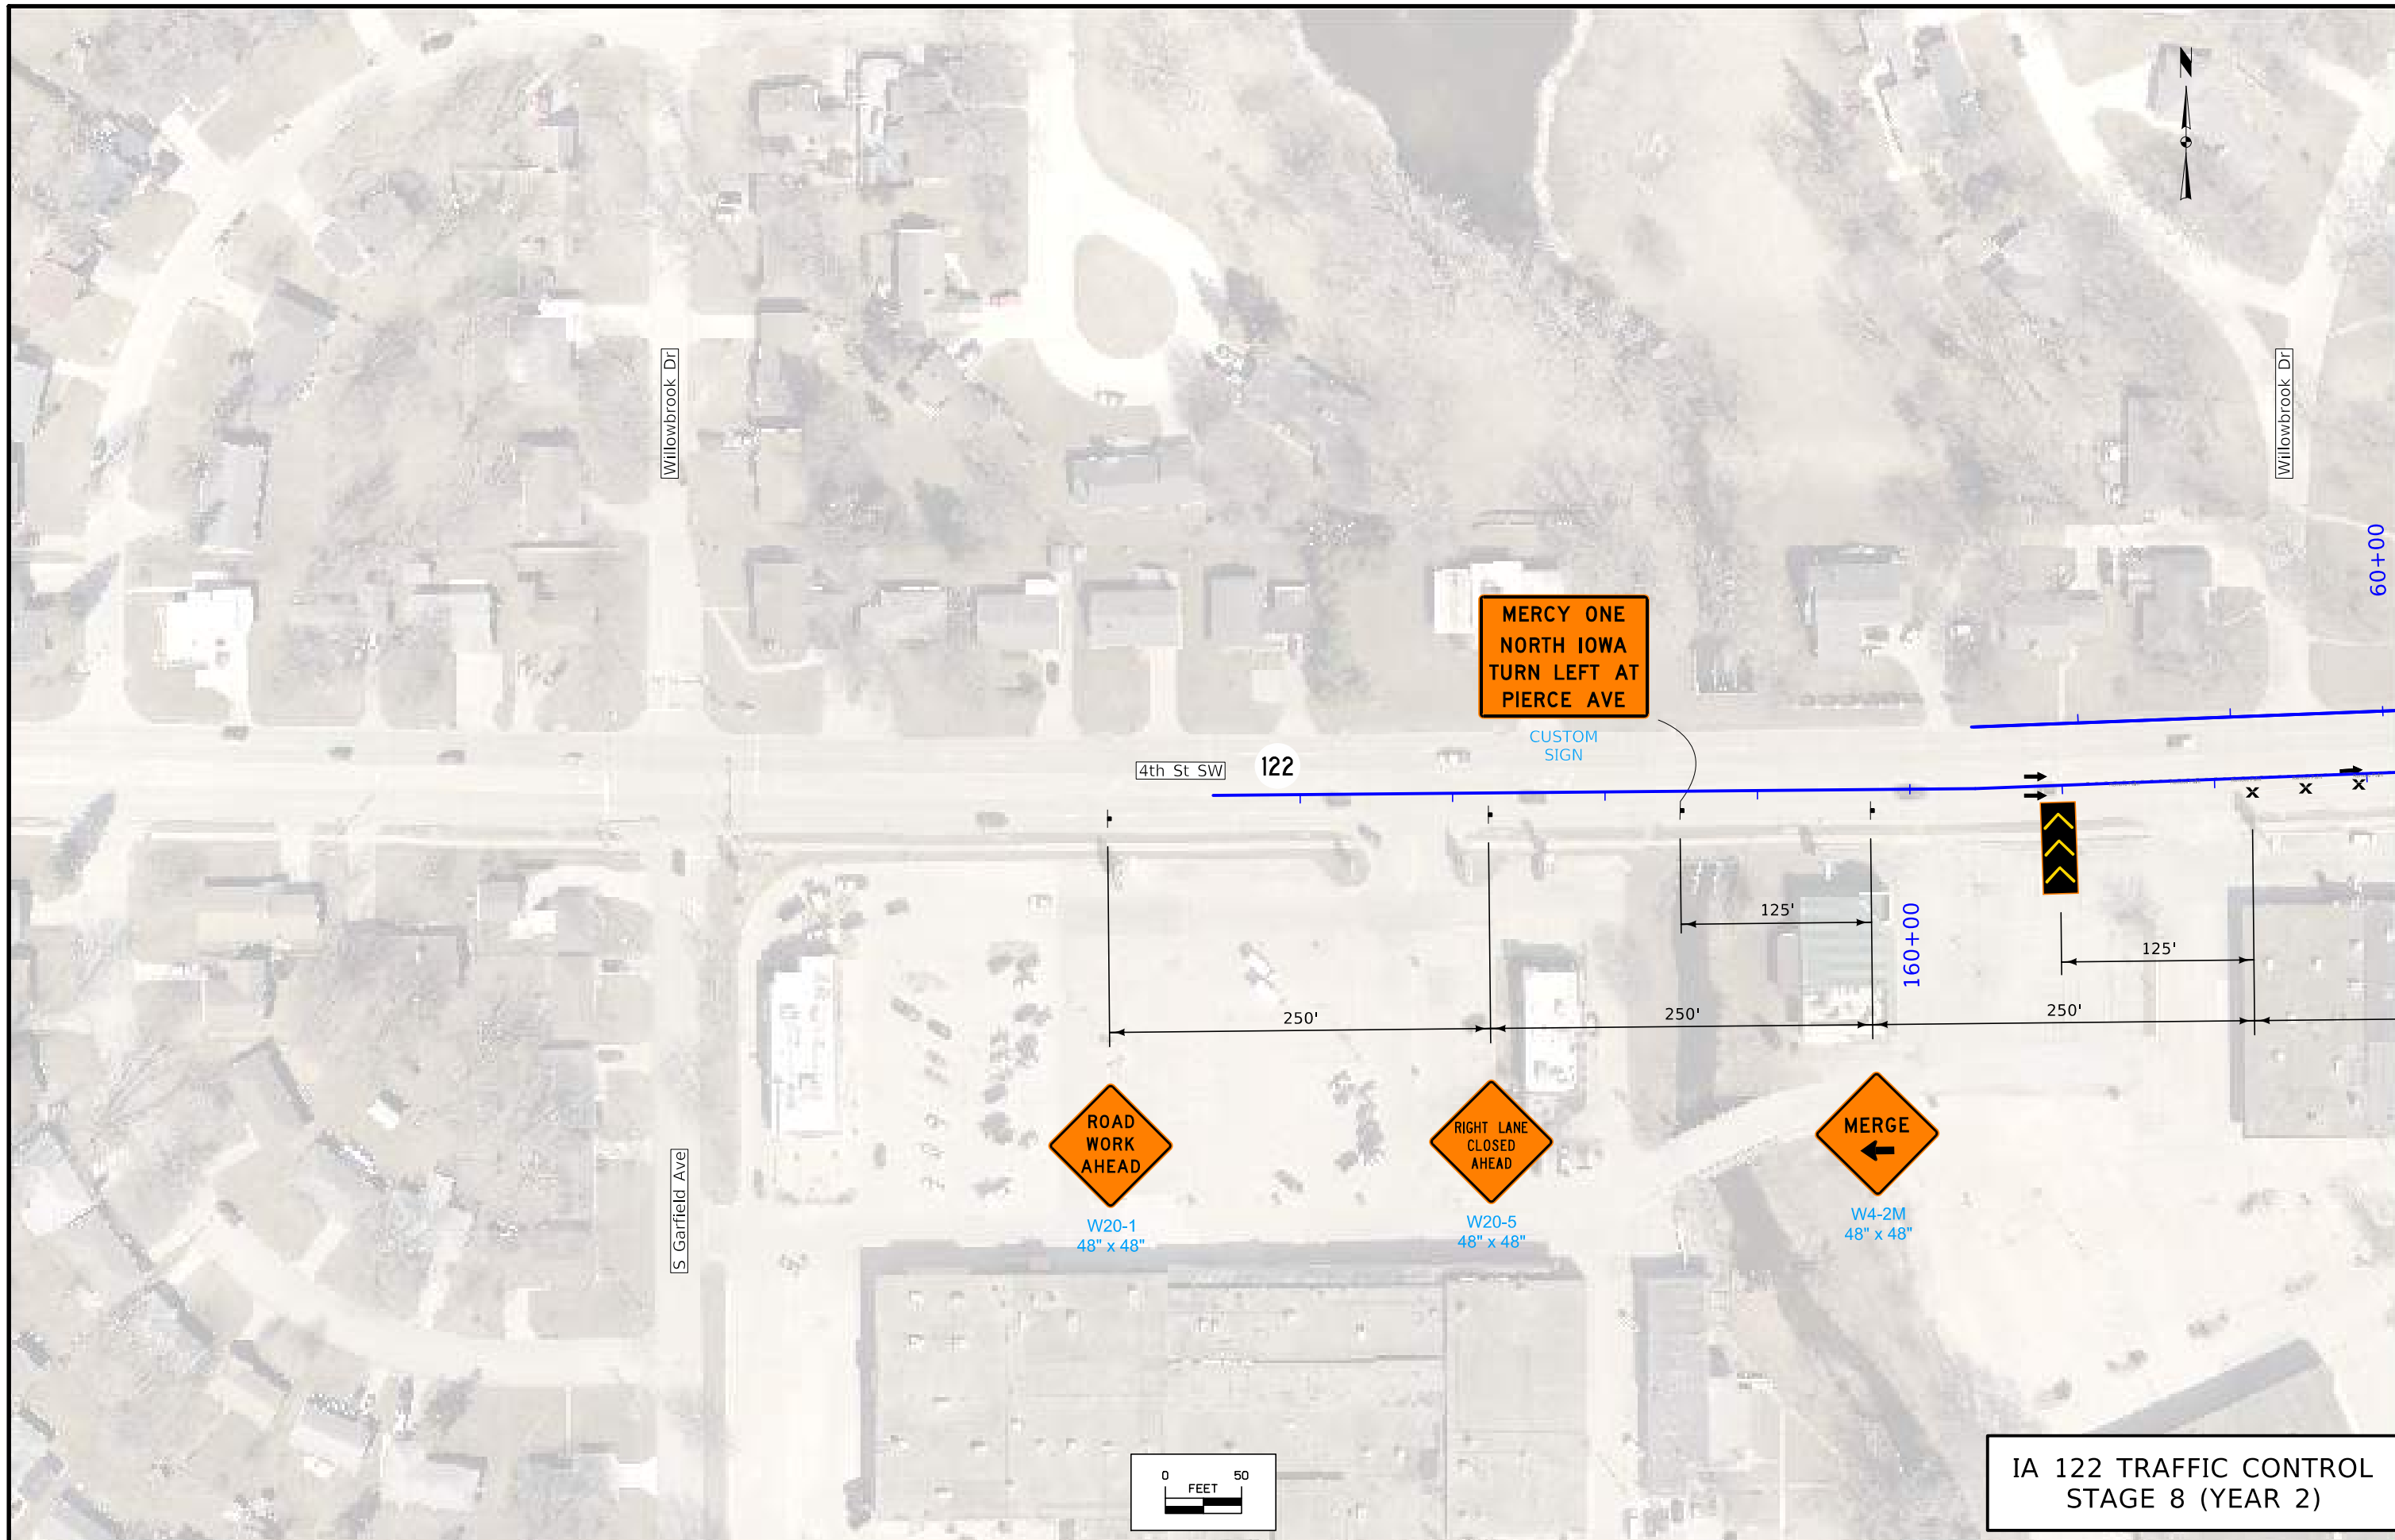 N
Willowbrook Dr
Willowbrook Dr
60+00
MERCY ONE
NORTH IOWA
TURN LEFT AT
PIERCE AVE
CUSTOM
SIGN
4th St SW
122
x x x
125'
160+00
125'
250'
250'
250'
ROAD
WORK
AHEAD
W20-1
48" x 48"
RIGHT LANE
CLOSED
AHEAD
W20-5
48" x 48"
MERGE
W4-2M
48" x 48"
S Garfield Ave
0 50
FEET
IA 122 TRAFFIC CONTROL
STAGE 8 (YEAR 2)